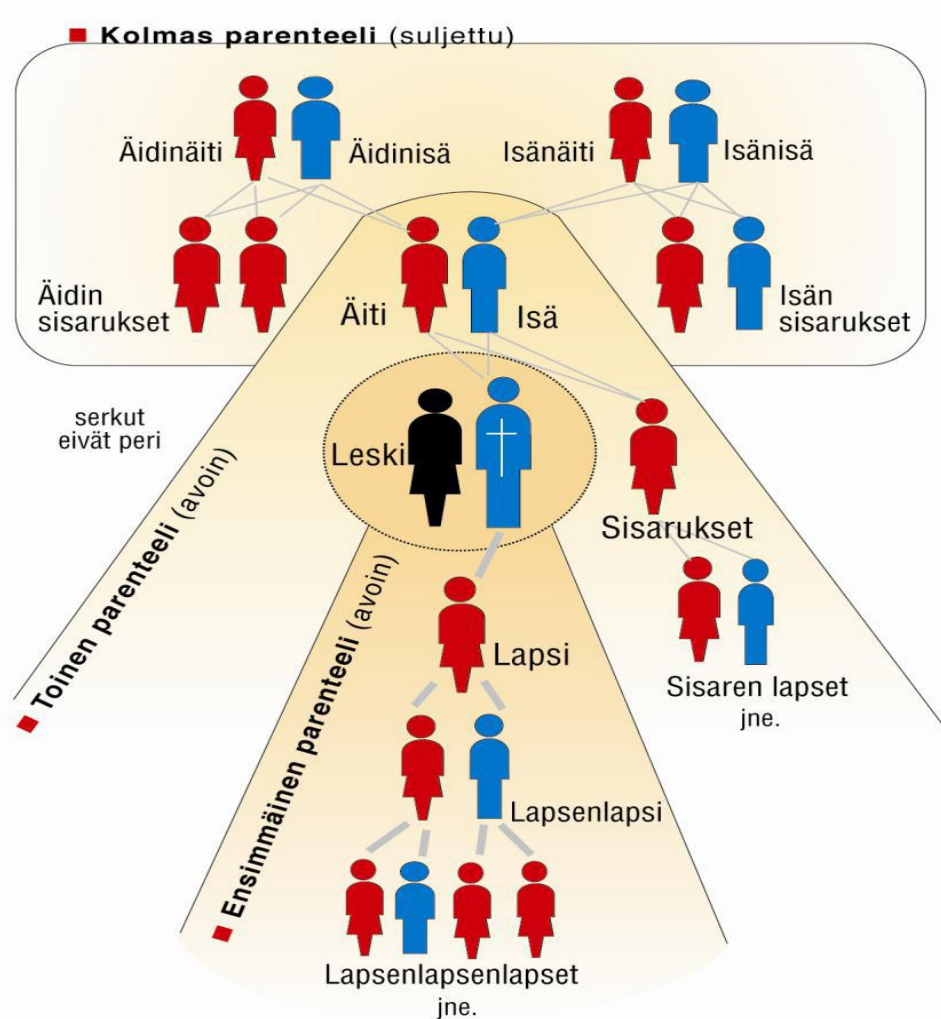 Kolmas parenteeli (suljettu)
Äidinäiti
Äidinisä
Isänäiti
Isänisä
Äidin
sisarukset
Äiti
Isä
Isän
sisarukset
serkut
eivät peri
Leski
Sisarukset
Toinen parenteeli (avoin)
Ensimmäinen parenteeli (avoin)
Lapsi
Sisaren lapset
jne.
Lapsenlapsi
Lapsenlapsenlapset
jne.